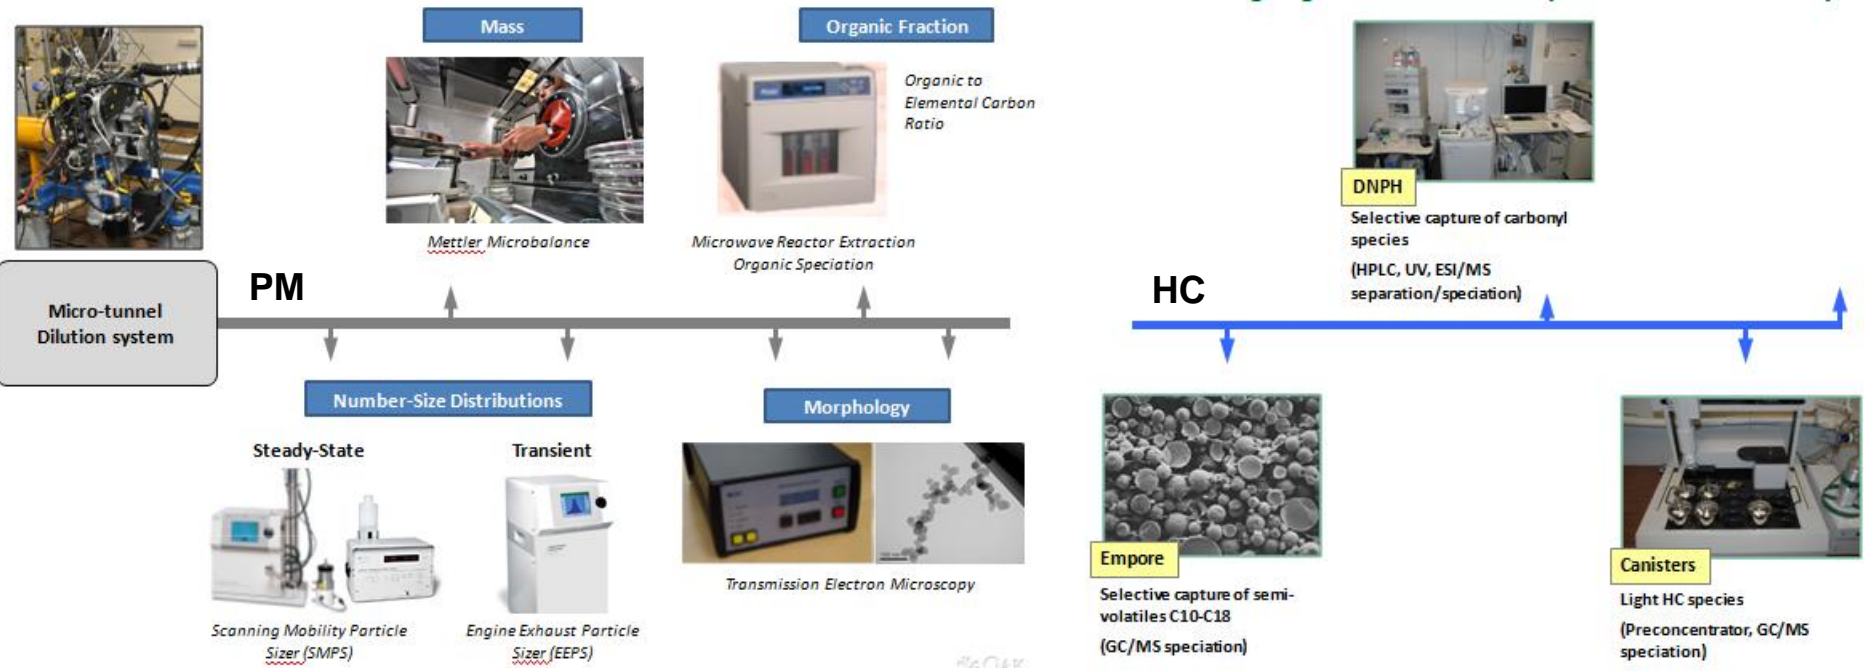 Mass
Organic Fraction
Organic to
Elemental Carbon
Ratio
Mettler Microbalance
Microwave Reactor Extraction
Organic Speciation
Micro-tunnel
Dilution system
PM
Number-Size Distributions
Steady-State
Transient
Scanning Mobility Particle
Sizer (SMPS)
Engine Exhaust Particle
Sizer (EEPS)
Morphology
Transmission Electron Microscopy
HC
DNPH
Selective capture of carbonyl
species
(HPLC, UV, ESI/MS
separation/speciation)
Empore
Selective capture of semi-
volatiles C10-C18
(GC/MS speciation)
Canisters
Light HC species
(Preconcentrator, GC/MS
speciation)